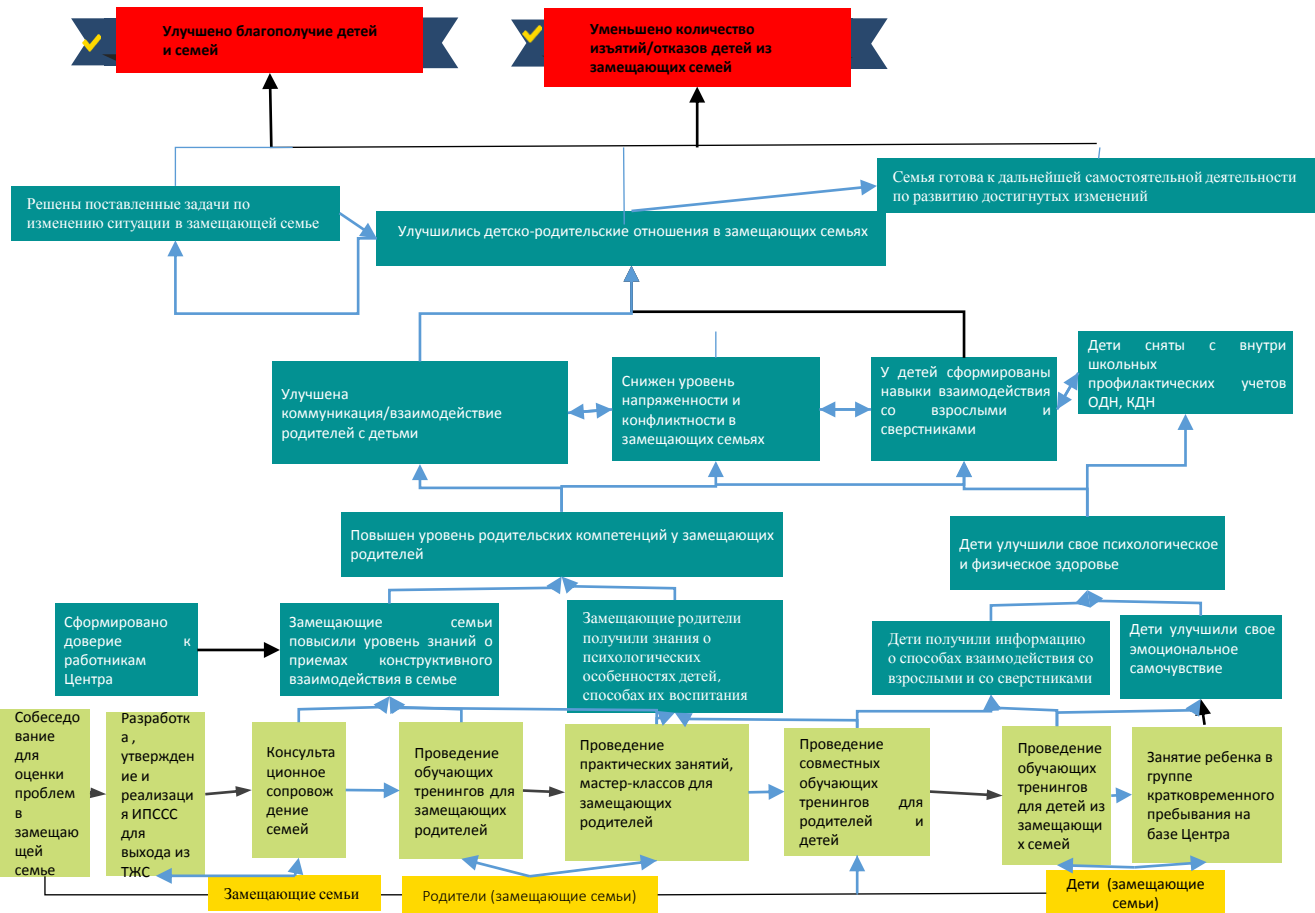 Улучшено благополучие детей
и семей
Уменьшено количество
изъятий/отказов детей из
замещающих семей
Решены поставленные задачи по
изменению ситуации в замещающей семье
Улучшились детско-родительские отношения в замещающих семьях
Семья готова к дальнейшей самостоятельной деятельности
по развитию достигнутых изменений
Улучшена
коммуникация/взаимодействие
родителей с детьми
Снижен уровень
напряженности и
конфликтности в
замещающих семьях
У детей сформированы
навыки взаимодействия
со взрослыми и
сверстниками
Дети сняты с внутри
школьных
профилактических учетов
ОДН, КДН
Повышен уровень родительских компетенций у замещающих
родителей
Дети улучшили свое психологическое
и физическое здоровье
Сформировано
доверие к
работникам
Центра
Замещающие семьи
повысили уровень знаний о
приемах конструктивного
взаимодействия в семье
Замещающие родители
получили знания о
психологических
особенностях детей,
способах их воспитания
Дети получили информацию
о способах взаимодействия со
взрослыми и со сверстниками
Дети улучшили свое
эмоциональное
самочувствие
Собеседо
вание
для
оценки
проблем
в
замещаю
щей
семье
Разработк
а ,
утвержден
ие и
реализаци
я ИПССС
для
выхода из
ТЖС
Консульта
ционное
сопровож
дение
семей
Проведение
обучающих
тренингов для
замещающих
родителей
Проведение
практических занятий,
мастер-классов для
замещающих
родителей
Проведение
совместных
обучающих
тренингов для
родителей и
детей
Проведение
обучающих
тренингов
для детей из
замещающи
х семей
Занятие ребенка в
группе
кратковременного
пребывания на
базе Центра
Замещающие семьи
Родители (замещающие семьи)
Дети (замещающие
семьи)